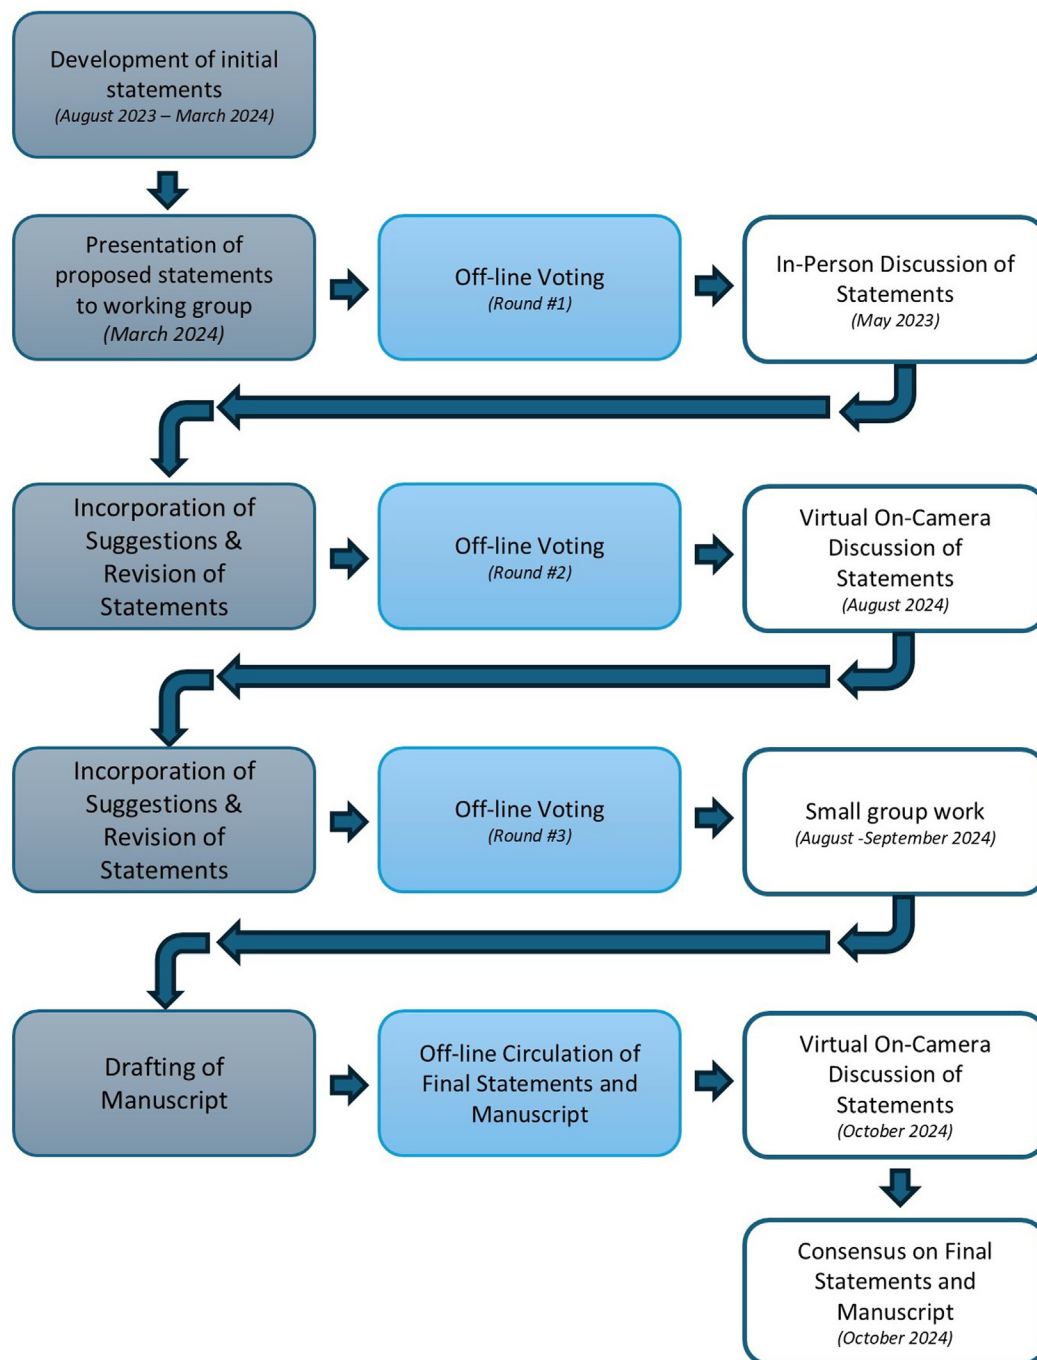 Development of initial
statements
(August 2023 – March 2024)
Presentation of
proposed statements
to working group
(March 2024)
Off-line Voting
(Round #1)
In-Person Discussion of
Statements
(May 2023)
Incorporation of
Suggestions &
Revision of
Statements
Off-line Voting
(Round #2)
Virtual On-Camera
Discussion of
Statements
(August 2024)
Incorporation of
Suggestions &
Revision of
Statements
Off-line Voting
(Round #3)
Small group work
(August -September 2024)
Drafting of
Manuscript
Off-line Circulation of
Final Statements and
Manuscript
Virtual On-Camera
Discussion of
Statements
(October 2024)
Consensus on Final
Statements and
Manuscript
(October 2024)